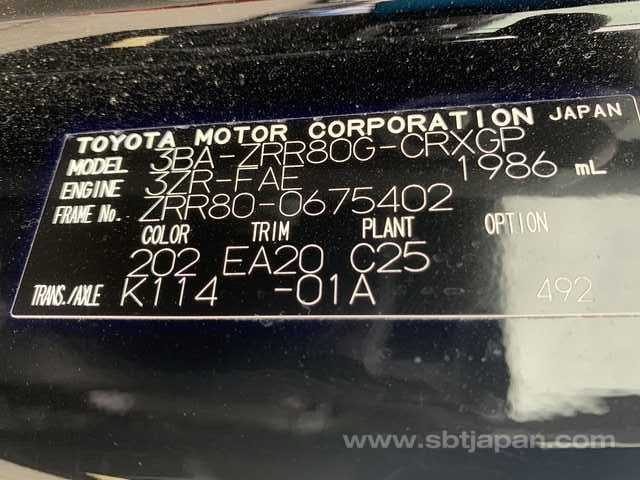 TOYOTA MOTOR CORPORATION JAPAN
MODEL 3BA-ZRR80G-CRXGP
ENGINE 3ZR-FAE 1986 mL
FRAME No. ZRR80-0675402
COLOR TRIM PLANT OPTION
202 EA20 C25
TRANS./AXLE K114 -01A 492
www.sbtjapan.com